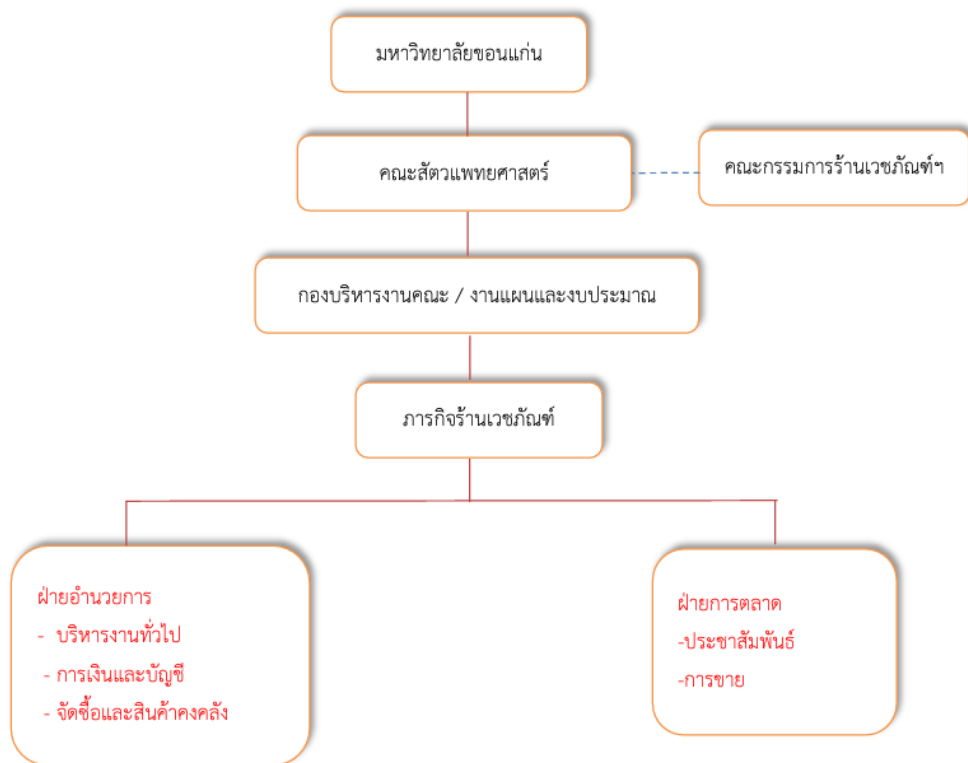 มหาวิทยาลัยขอนแก่น
คณะสัตวแพทยศาสตร์
คณะกรรมการร้านเวชภัณฑ์ฯ
กองบริหารงานคณะ / งานแผนและงบประมาณ
ภารกิจร้านเวชภัณฑ์
ฝ่ายอำนวยการ
- บริหารงานทั่วไป
- การเงินและบัญชี
- จัดซื้อและสินค้าคงคลัง
ฝ่ายการตลาด
-ประชาสัมพันธ์
-การขาย